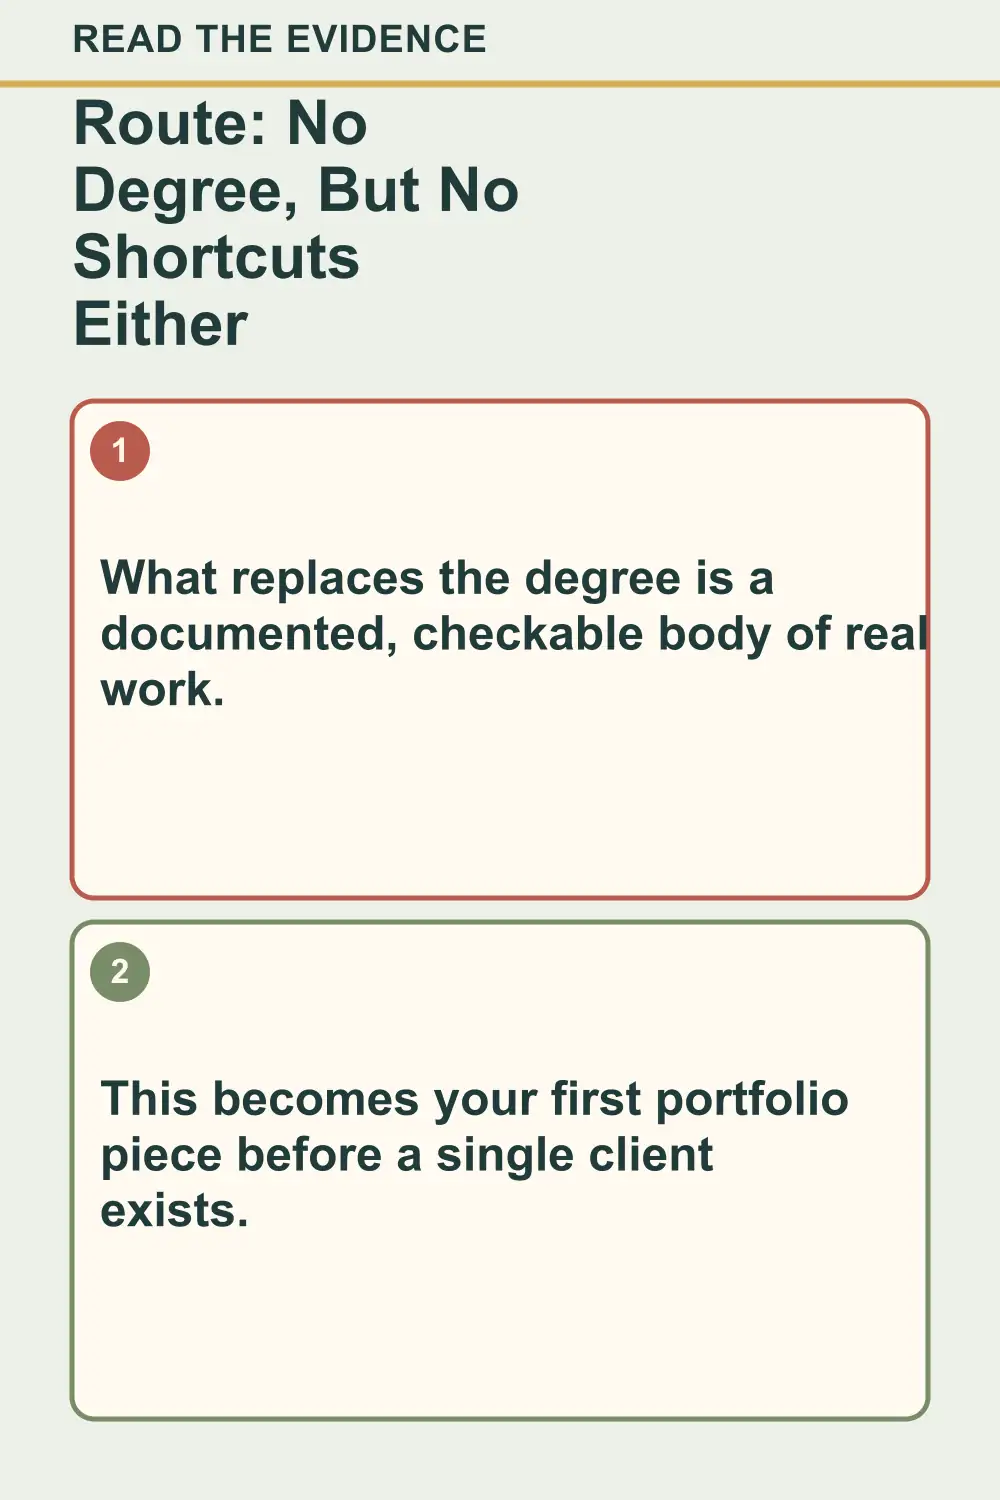 READ THE EVIDENCE
Route: No
Degree, But No
Shortcuts
Either
1
What replaces the degree is a
documented, checkable body of real
work.
2
This becomes your first portfolio
piece before a single client
exists.